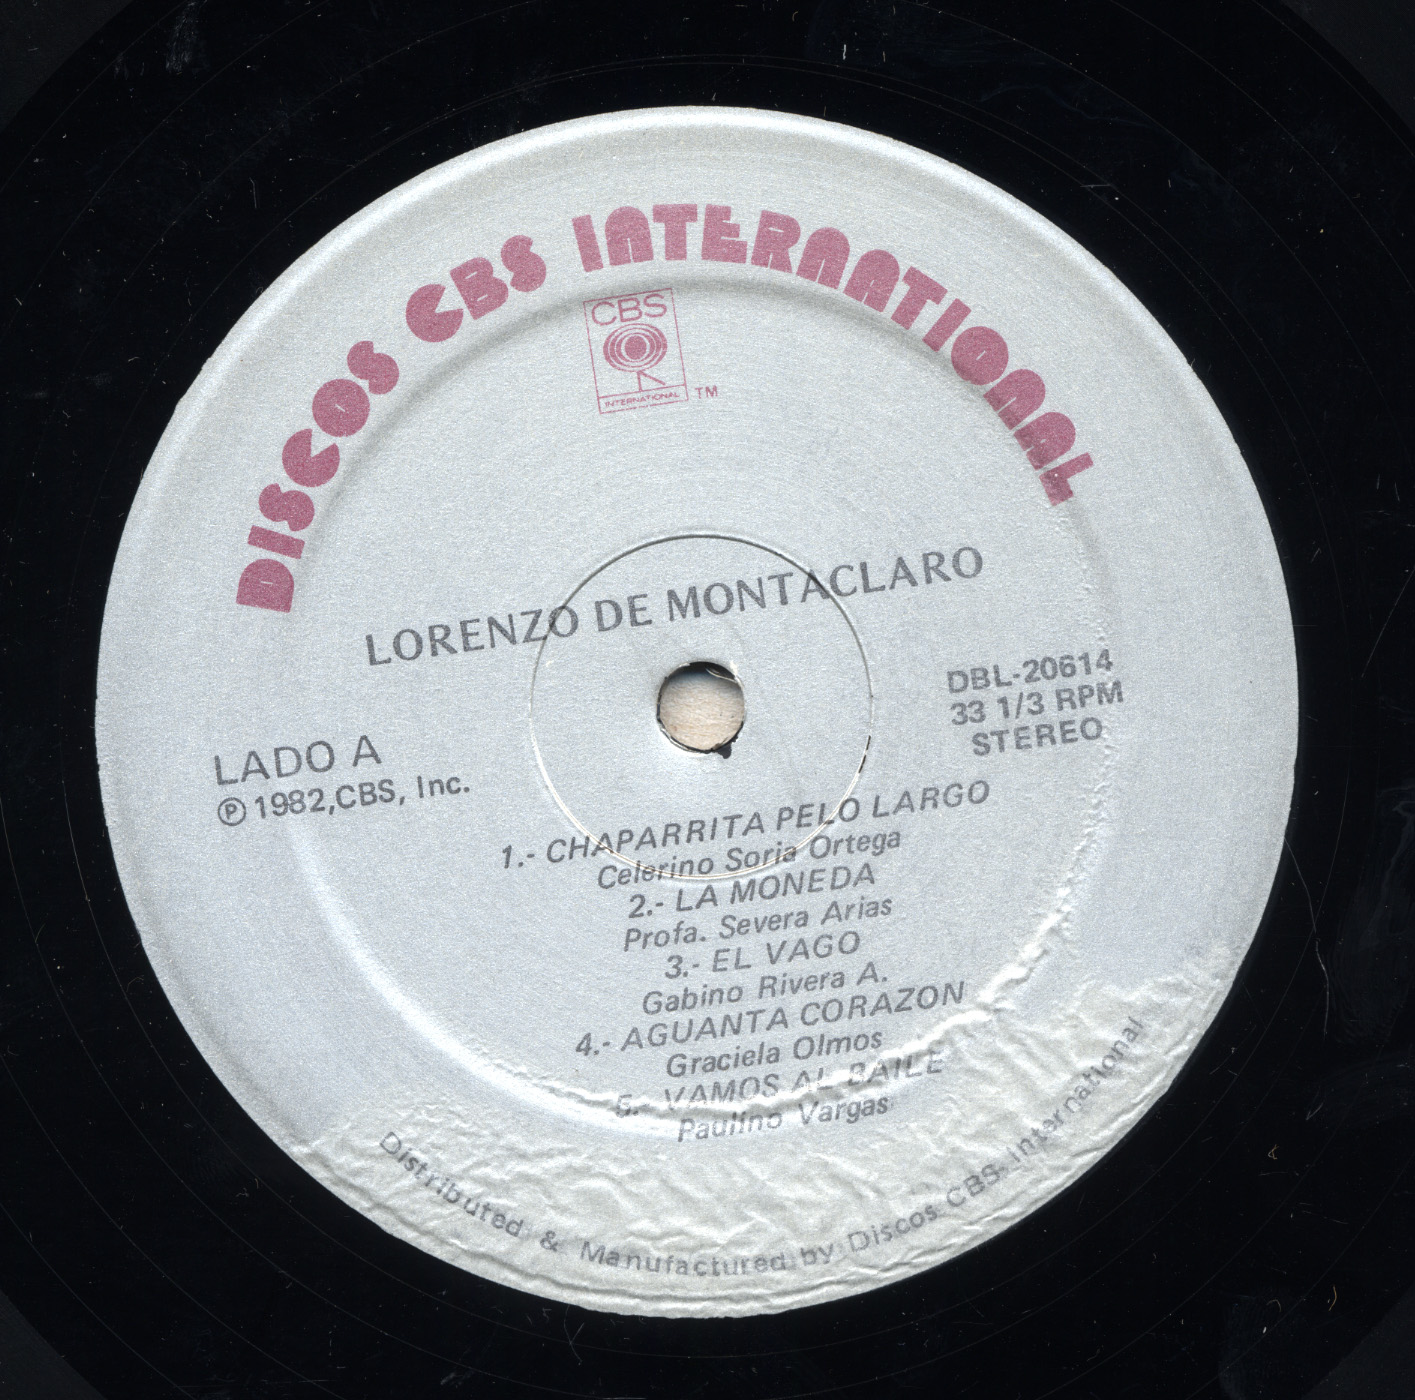 DISCOS CBS INTERNATIONAL
CBS
INTERNATIONAL
TM
LORENZO DE MONTACLARO
DBL-20614
33 1/3 RPM
STEREO
LADO A
℗ 1982,CBS, Inc.
1.- CHAPARRITA PELO LARGO
Celerino Soria Ortega
2.- LA MONEDA
Profa. Severa Arias
3.- EL VAGO
Gabino Rivera A.
4.- AGUANTA CORAZON
Graciela Olmos
5.- VAMOS AL BAILE
Paulino Vargas
Distributed & Manufactured by Discos CBS International